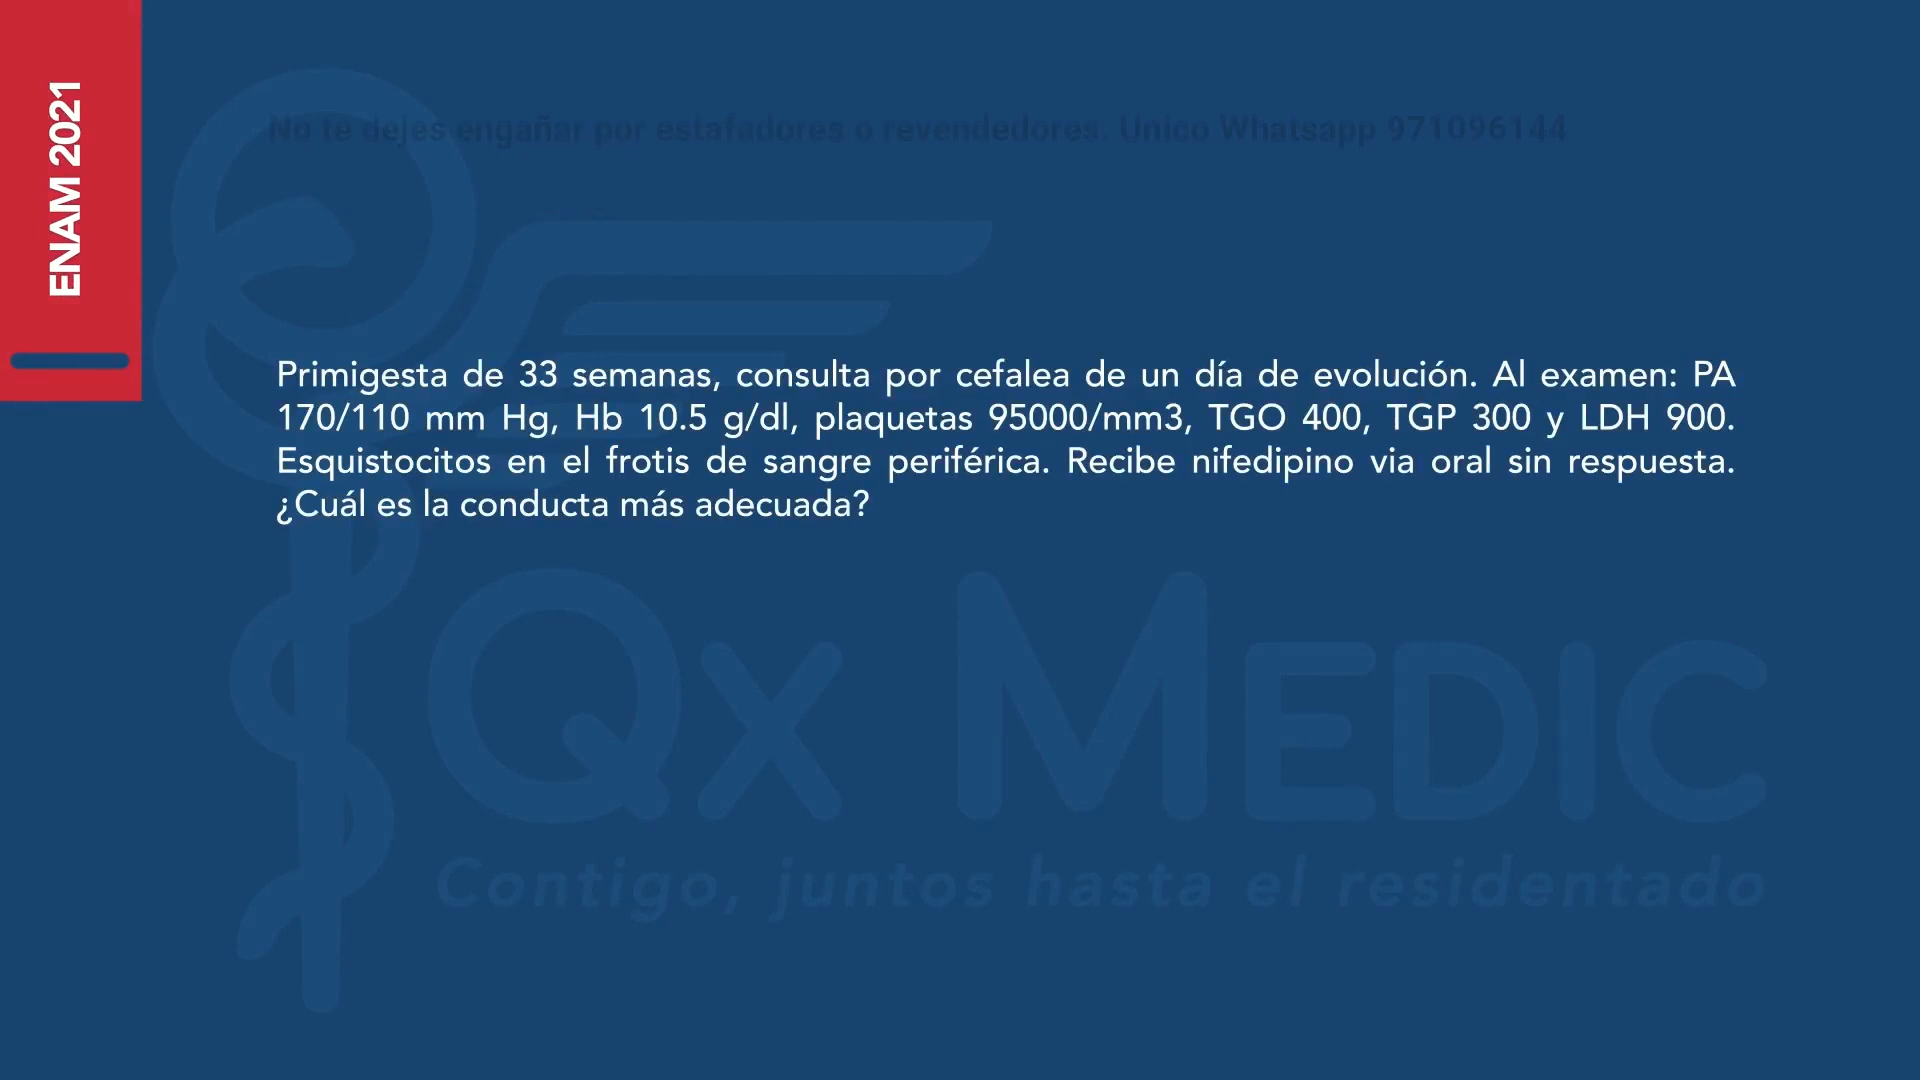 ENAM 2021
No te dejes engañar por estafadores o revendedores. Unico Whatsapp 971096144
Primigesta de 33 semanas, consulta por cefalea de un día de evolución. Al examen: PA
170/110 mm Hg, Hb 10.5 g/dl, plaquetas 95000/mm3, TGO 400, TGP 300 y LDH 900.
Esquistocitos en el frotis de sangre periférica. Recibe nifedipino via oral sin respuesta.
¿Cuál es la conducta más adecuada?
QX MEDIC
Contigo, juntos hasta el residentado